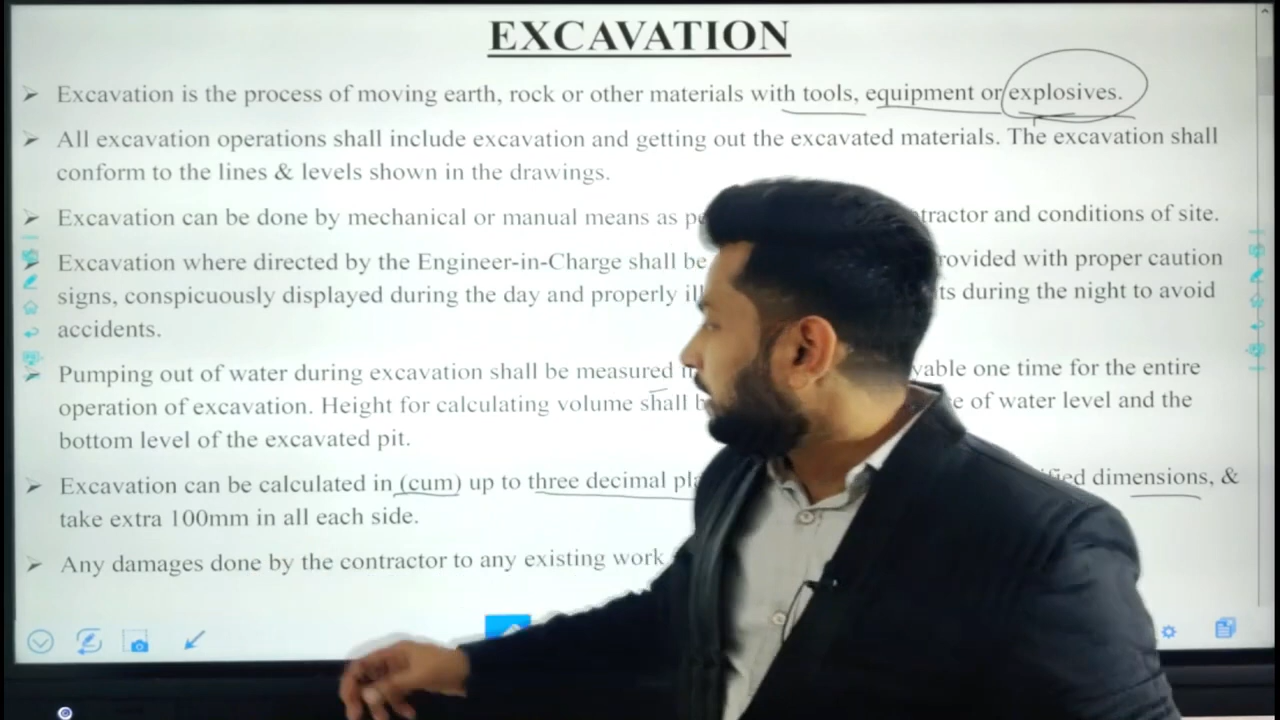 EXCAVATION
➢ Excavation is the process of moving earth, rock or other materials with tools, equipment or explosives.
➢ All excavation operations shall include excavation and getting out the excavated materials. The excavation shall
conform to the lines & levels shown in the drawings.
➢ Excavation can be done by mechanical or manual means as and conditions of site.
➢ Excavation where directed by the Engineer-in-Charge shall be with proper caution
signs, conspicuously displayed during the day and properly during the night to avoid
accidents.
➢ Pumping out of water during excavation shall be measured one time for the entire
operation of excavation. Height for calculating volume shall of water level and the
bottom level of the excavated pit.
➢ Excavation can be calculated in (cum) up to three decimal dimensions, &
take extra 100mm in all each side.
➢ Any damages done by the contractor to any existing work